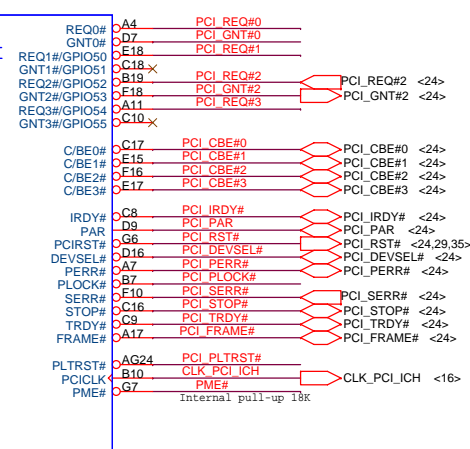 REQ0# A4 PCI_REQ#0
GNT0# D7 PCI_GNT#0
REQ1#/GPIO50 E18 PCI_REQ#1
GNT1#/GPIO51 C18
REQ2#/GPIO52 B19 PCI_REQ#2 PCI_REQ#2 <24>
GNT2#/GPIO53 F18 PCI_GNT#2 PCI_GNT#2 <24>
REQ3#/GPIO54 A11 PCI_REQ#3
GNT3#/GPIO55 C10
C/BE0# C17 PCI_CBE#0 PCI_CBE#0 <24>
C/BE1# E15 PCI_CBE#1 PCI_CBE#1 <24>
C/BE2# F16 PCI_CBE#2 PCI_CBE#2 <24>
C/BE3# E17 PCI_CBE#3 PCI_CBE#3 <24>
IRDY# C8 PCI_IRDY# PCI_IRDY# <24>
PAR D9 PCI_PAR PCI_PAR <24>
PCIRST# G6 PCI_RST# PCI_RST# <24,29,35>
DEVSEL# D16 PCI_DEVSEL# PCI_DEVSEL# <24>
PERR# A7 PCI_PERR# PCI_PERR# <24>
PLOCK# B7 PCI_PLOCK#
SERR# F10 PCI_SERR# PCI_SERR# <24>
STOP# C16 PCI_STOP# PCI_STOP# <24>
TRDY# C9 PCI_TRDY# PCI_TRDY# <24>
FRAME# A17 PCI_FRAME# PCI_FRAME# <24>
PLTRST# AG24 PCI_PLTRST#
PCICLK B10 CLK_PCI_ICH CLK_PCI_ICH <16>
PME# G7 PME#
Internal pull-up 18K